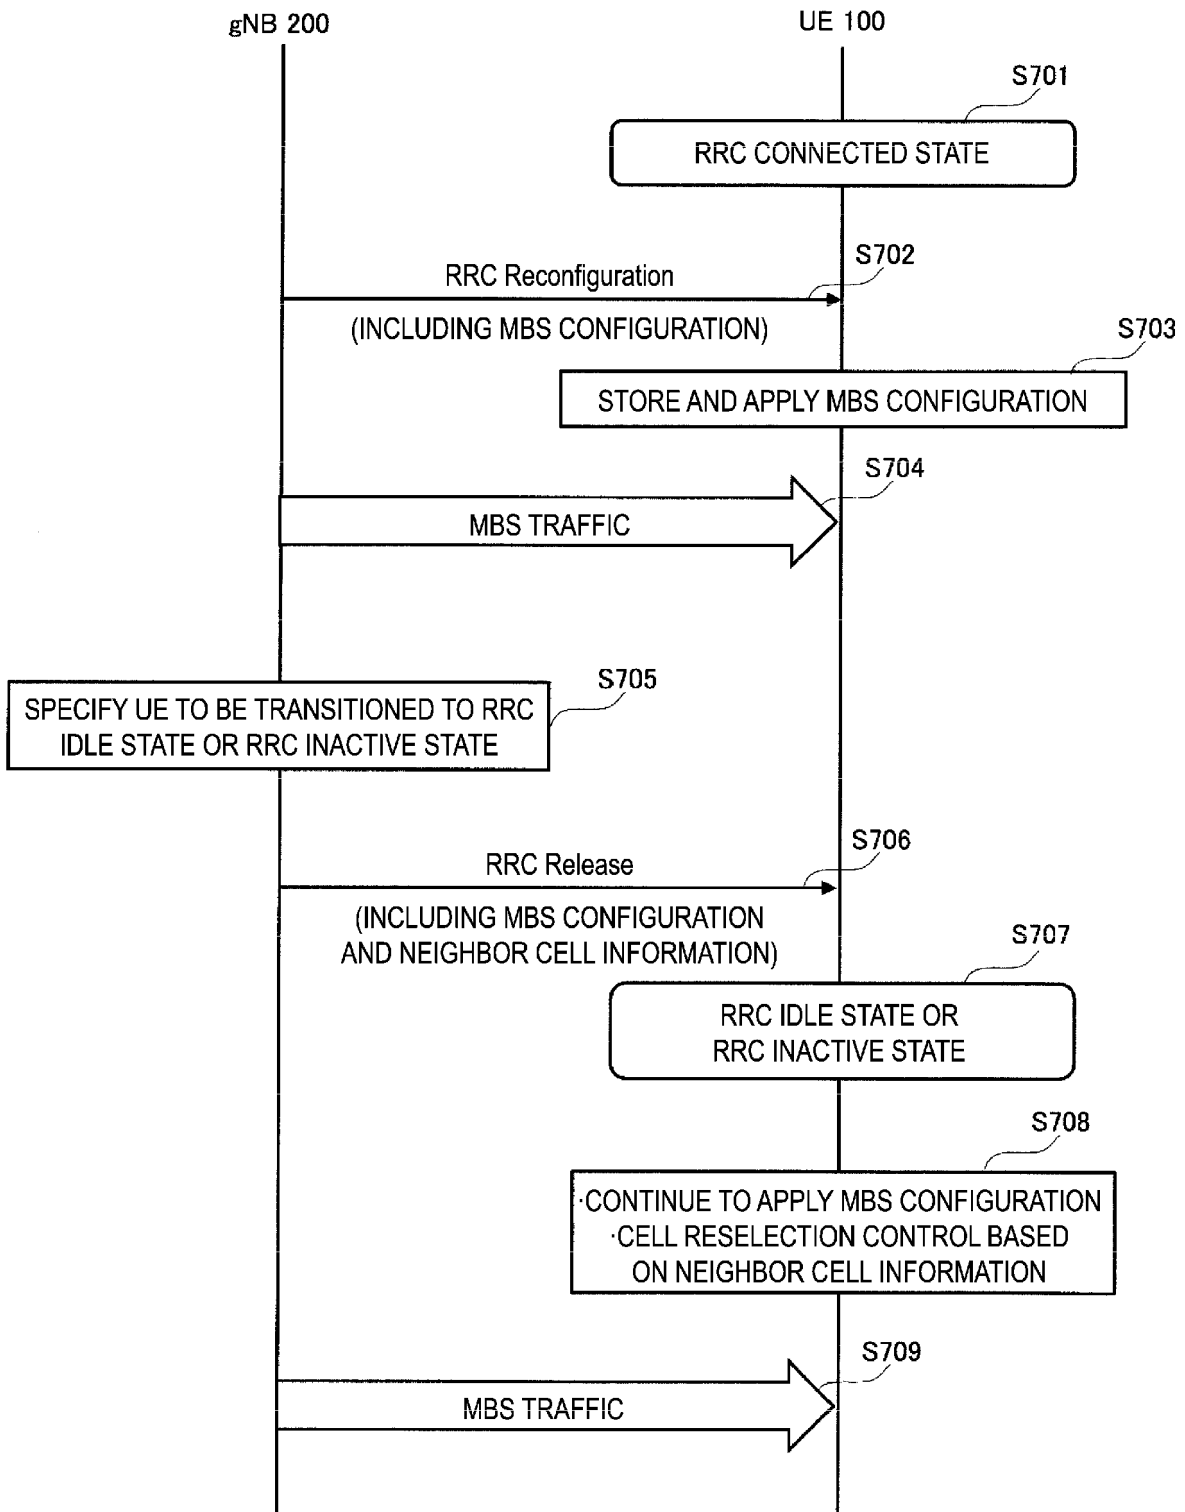 gNB 200
UE 100
S701
RRC CONNECTED STATE
S702
RRC Reconfiguration
(INCLUDING MBS CONFIGURATION)
S703
STORE AND APPLY MBS CONFIGURATION
S704
MBS TRAFFIC
S705
SPECIFY UE TO BE TRANSITIONED TO RRC
IDLE STATE OR RRC INACTIVE STATE
S706
RRC Release
(INCLUDING MBS CONFIGURATION
AND NEIGHBOR CELL INFORMATION)
S707
RRC IDLE STATE OR
RRC INACTIVE STATE
S708
·CONTINUE TO APPLY MBS CONFIGURATION
·CELL RESELECTION CONTROL BASED
ON NEIGHBOR CELL INFORMATION
S709
MBS TRAFFIC